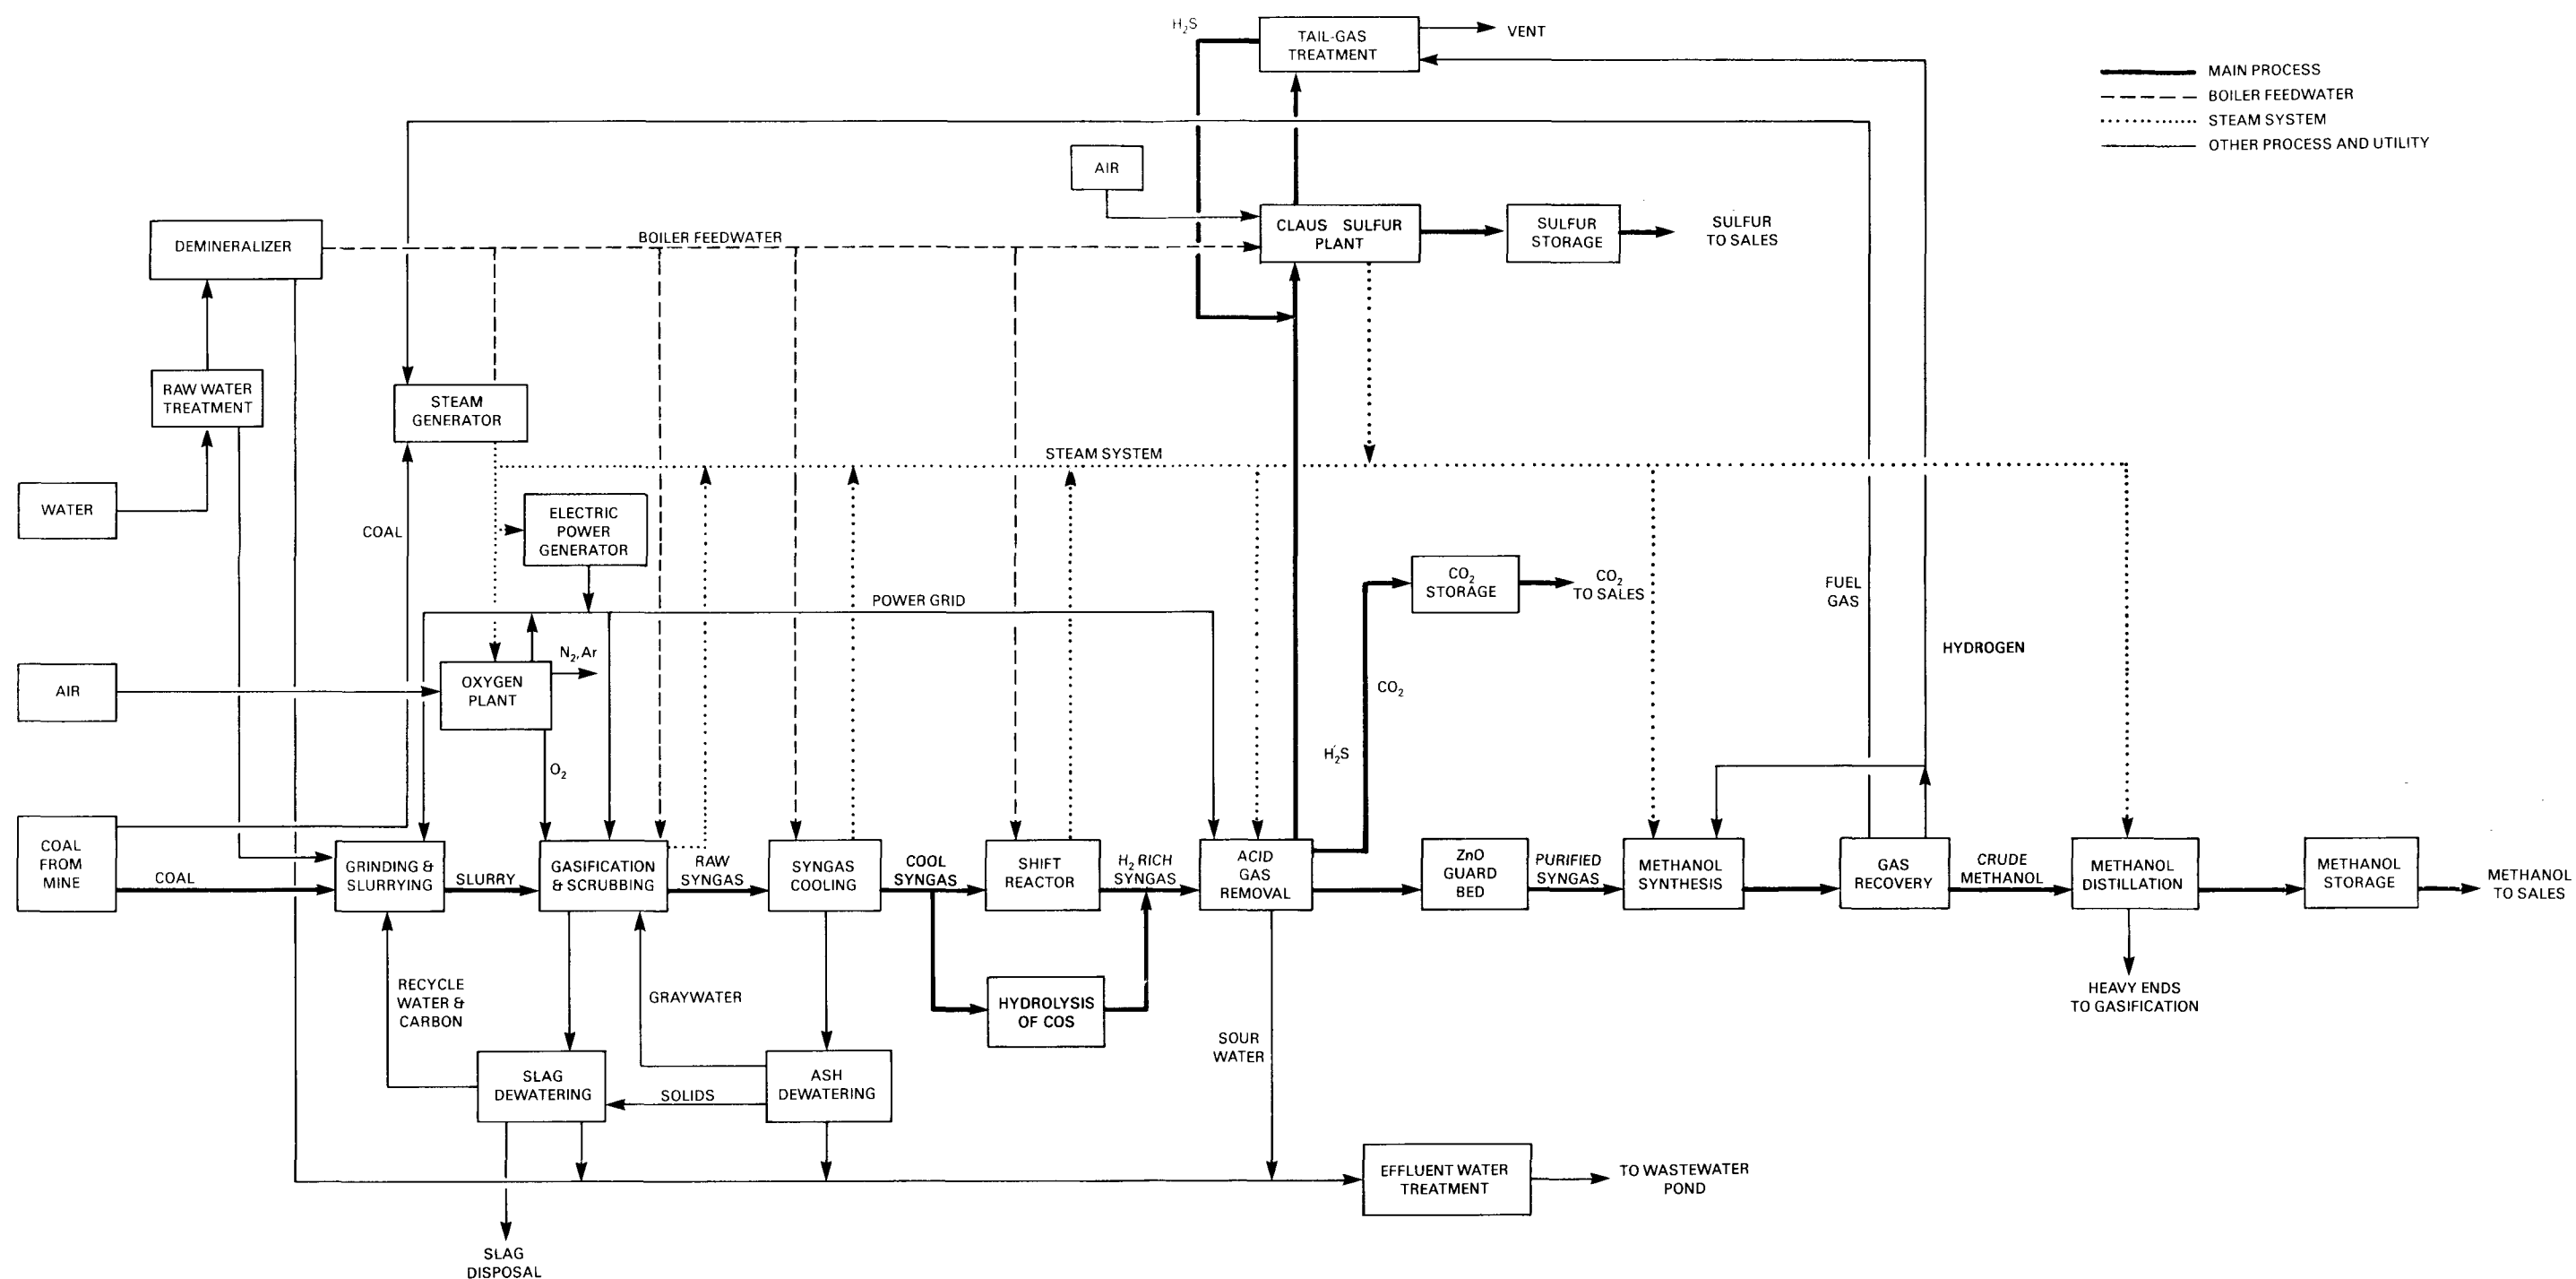 H₂S
TAIL-GAS
TREATMENT
VENT
MAIN PROCESS
BOILER FEEDWATER
STEAM SYSTEM
OTHER PROCESS AND UTILITY
AIR
DEMINERALIZER
BOILER FEEDWATER
CLAUS SULFUR
PLANT
SULFUR
STORAGE
SULFUR
TO SALES
RAW WATER
TREATMENT
STEAM
GENERATOR
STEAM SYSTEM
WATER
COAL
ELECTRIC
POWER
GENERATOR
POWER GRID
CO₂
STORAGE
CO₂
TO SALES
FUEL
GAS
HYDROGEN
AIR
OXYGEN
PLANT
N₂,Ar
O₂
CO₂
H₂S
COAL
FROM
MINE
COAL
GRINDING &
SLURRYING
SLURRY
GASIFICATION
& SCRUBBING
RAW
SYNGAS
SYNGAS
COOLING
COOL
SYNGAS
SHIFT
REACTOR
H₂ RICH
SYNGAS
ACID
GAS
REMOVAL
ZnO
GUARD
BED
PURIFIED
SYNGAS
METHANOL
SYNTHESIS
GAS
RECOVERY
CRUDE
METHANOL
METHANOL
DISTILLATION
METHANOL
STORAGE
METHANOL
TO SALES
RECYCLE
WATER &
CARBON
GRAYWATER
HYDROLYSIS
OF COS
SOUR
WATER
HEAVY ENDS
TO GASIFICATION
SLAG
DEWATERING
SOLIDS
ASH
DEWATERING
EFFLUENT WATER
TREATMENT
TO WASTEWATER
POND
SLAG
DISPOSAL